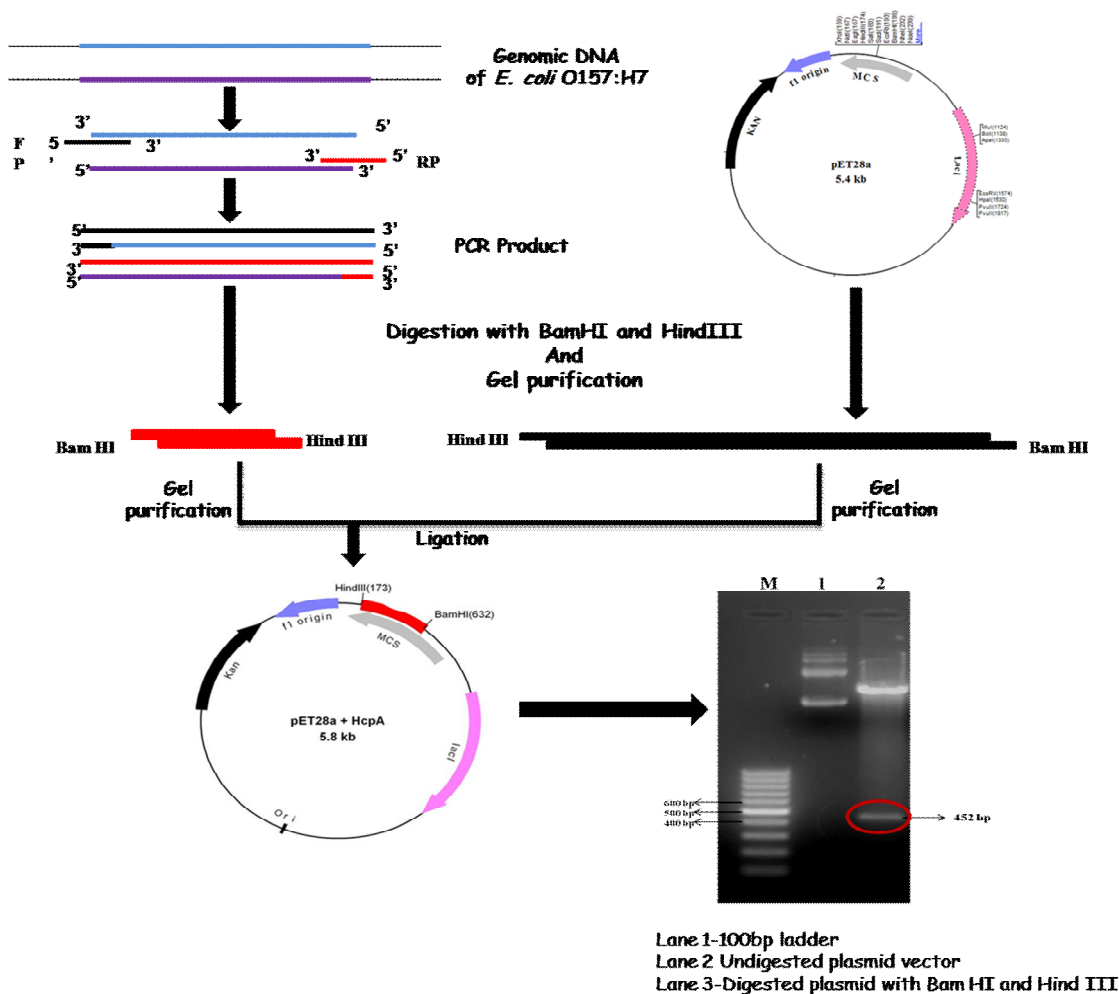 Genomic DNA
of E. coli O157:H7
3’
5’
F
5
3’
3’
5’
P
’
5’
3’
RP
5’
3’
3’
5’
3’
5’
5’
3’
PCR Product
MCS
f1 origin
KAN
LacI
pET28a
5.4 kb
Digestion with BamHI and HindIII
And
Gel purification
Bam HI
Hind III
Hind III
Bam HI
Gel
purification
Gel
purification
Ligation
HindIII(173)
BamHI(632)
f1 origin
MCS
Kan
lacI
pET28a + HcpA
5.8 kb
Ori
M 1 2
600 bp
500 bp
400 bp
452 bp
Lane 1-100bp ladder
Lane 2 Undigested plasmid vector
Lane 3-Digested plasmid with Bam HI and Hind III